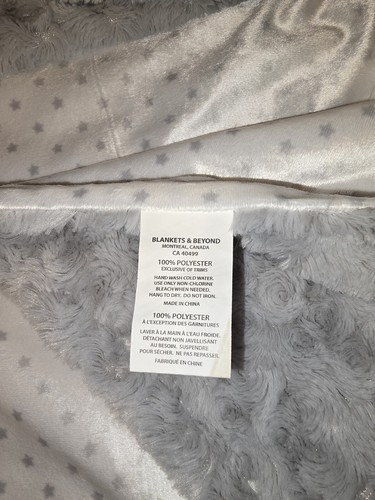 BLANKETS & BEYOND
MONTREAL, CANADA
CA 40499
100% POLYESTER
EXCLUSIVE OF TRIMS
HAND WASH COLD WATER.
USE ONLY NON-CHLORINE
BLEACH WHEN NEEDED.
HANG TO DRY. DO NOT IRON.
MADE IN CHINA
100% POLYESTER
A L'EXCEPTION DES GARNITURES
LAVER À LA MAIN À L'EAU FROIDE.
DÉTACHANT NON JAVELLISANT
AU BESOIN. SUSPENDRE
POUR SÉCHER. NE PAS REPASSER.
FABRIQUÉ EN CHINE